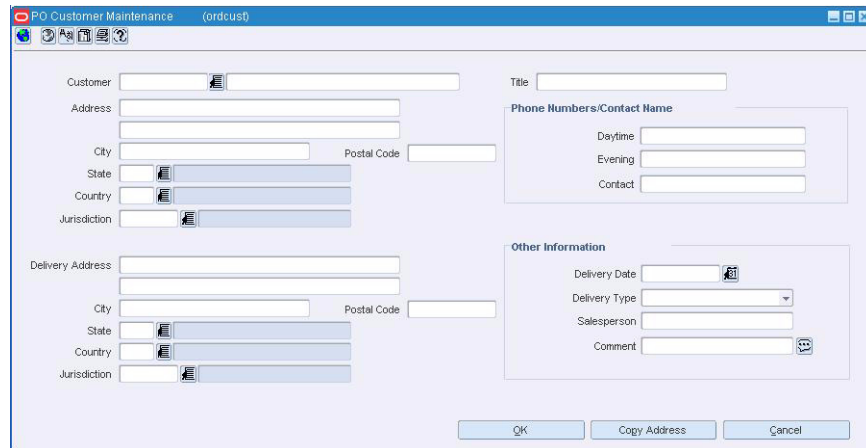 PO Customer Maintenance (ordcust)
Customer
Title
Address
Phone Numbers/Contact Name
Daytime
City
Postal Code
Evening
State
Contact
Country
Jurisdiction
Other Information
Delivery Address
Delivery Date
Delivery Type
City
Postal Code
Salesperson
State
Comment
Country
Jurisdiction
OK
Copy Address
Cancel